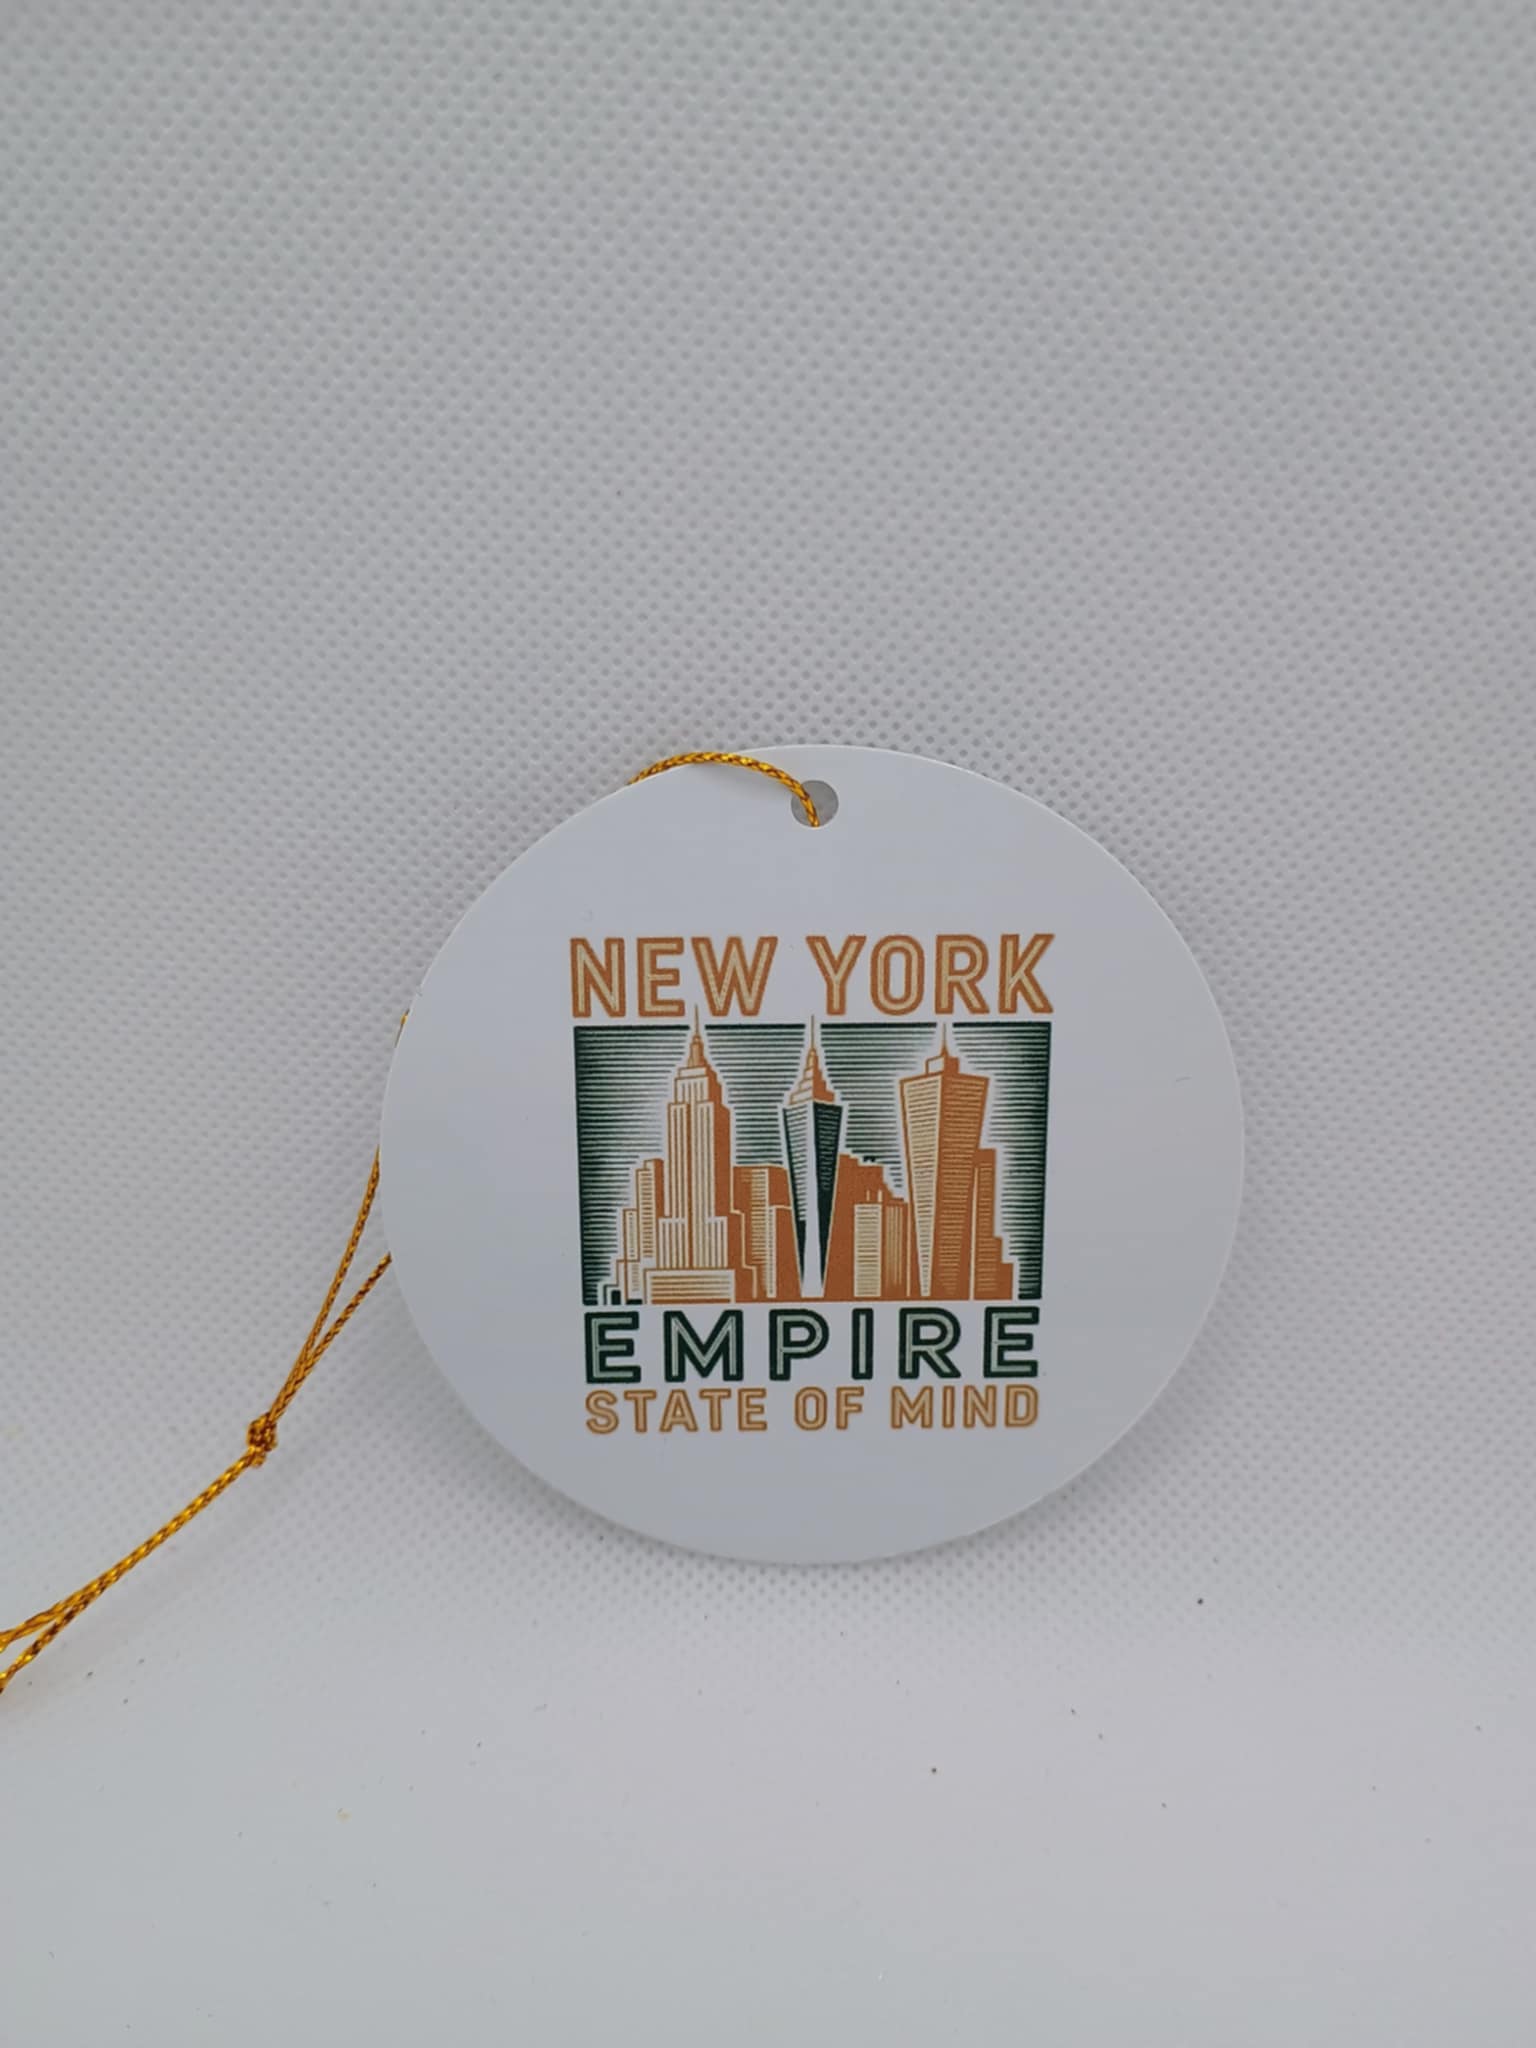 NEW YORK
EMPIRE
STATE OF MIND